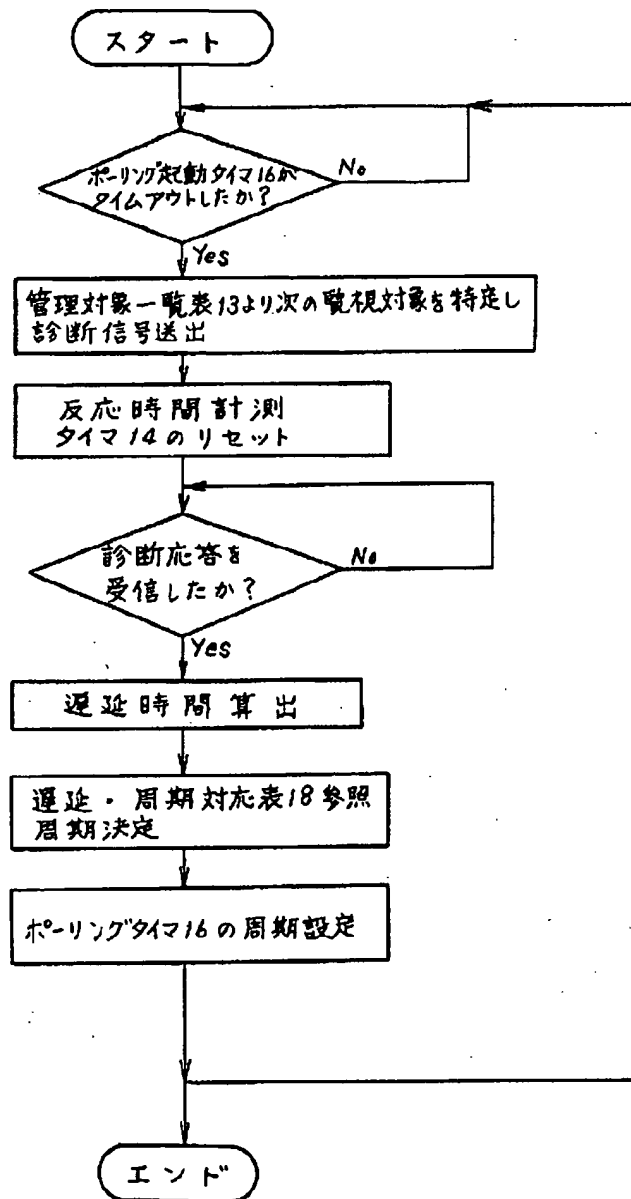 スタート
ポーリング起動タイマ16が
タイムアウトしたか？
No
Yes
管理対象一覧表13より次の監視対象を特定し
診断信号送出
反応時間計測
タイマ14のリセット
診断応答を
受信したか？
No
Yes
遅延時間算出
遅延・周期対応表18参照
周期決定
ポーリングタイマ16の周期設定
エンド